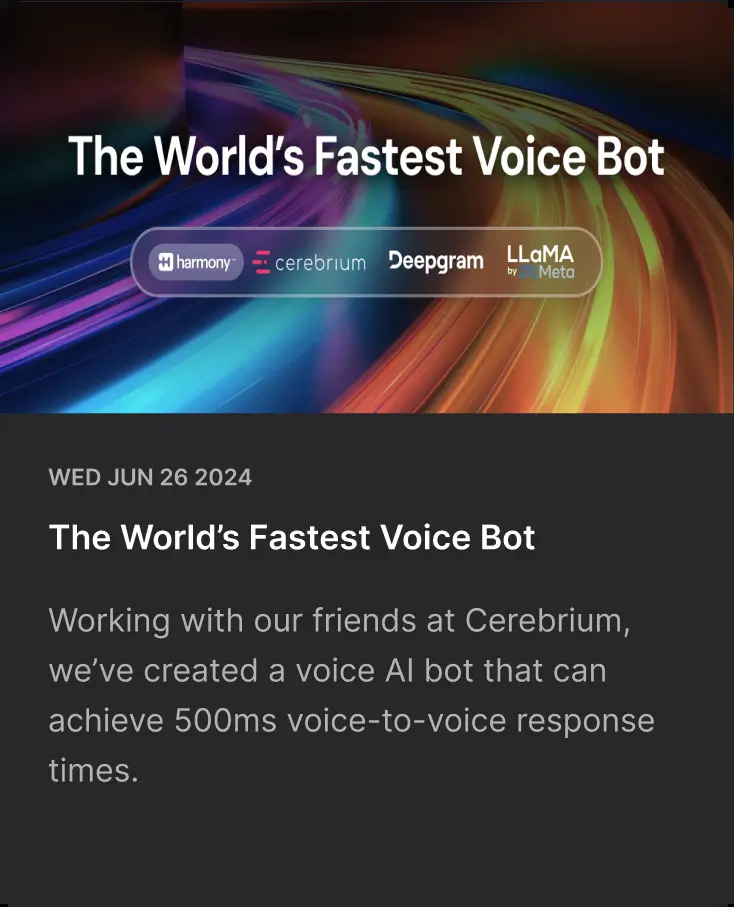 The World’s Fastest Voice Bot
harmony™ cerebrium Deepgram LLaMA
by Meta
WED JUN 26 2024
The World’s Fastest Voice Bot
Working with our friends at Cerebrium,
we’ve created a voice AI bot that can
achieve 500ms voice-to-voice response
times.